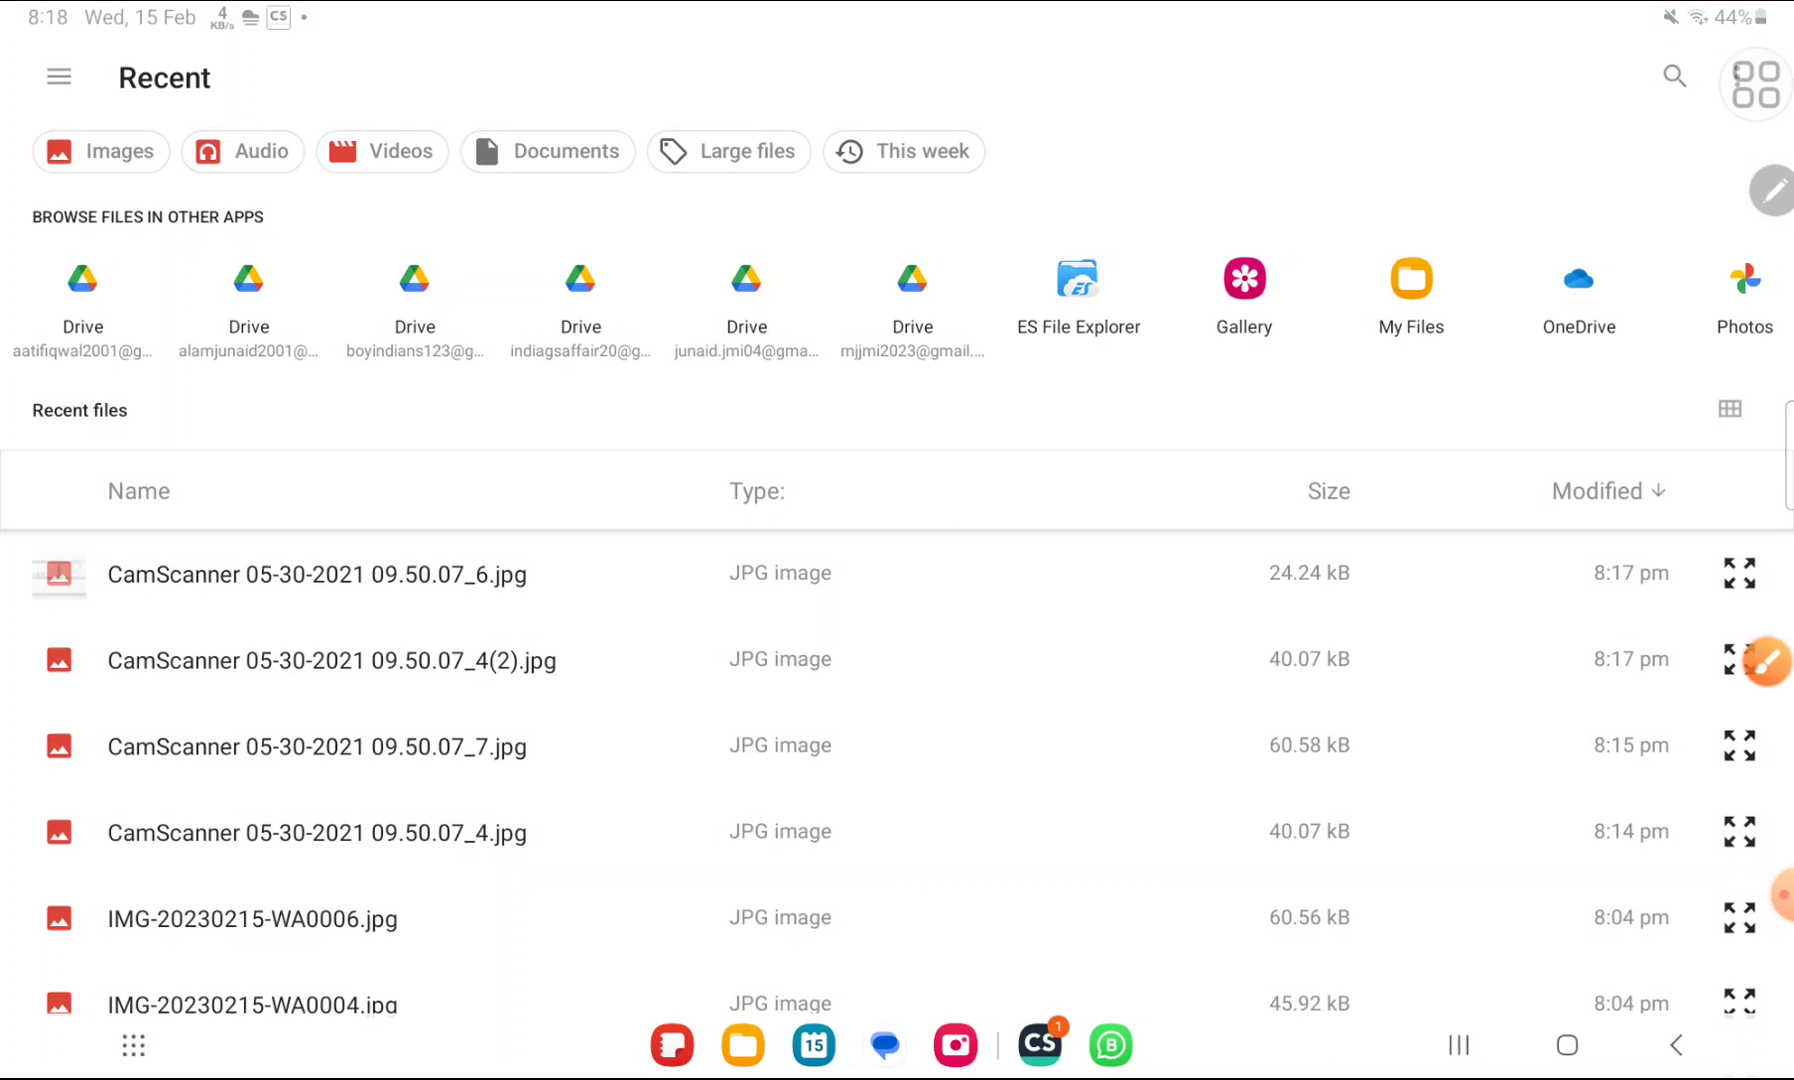 8:18 Wed, 15 Feb 4 KB/s CS 44%
Recent
Images Audio Videos Documents Large files This week
BROWSE FILES IN OTHER APPS
Drive Drive Drive Drive Drive Drive ES File Explorer Gallery My Files OneDrive Photos
aatifiqwal2001@g... alamjunaid2001@... boyindians123@g... indiagsaffair20@g... junaid.jmi04@gma... mjjmi2023@gmail....
Recent files
Name Type: Size Modified
CamScanner 05-30-2021 09.50.07_6.jpg JPG image 24.24 kB 8:17 pm
CamScanner 05-30-2021 09.50.07_4(2).jpg JPG image 40.07 kB 8:17 pm
CamScanner 05-30-2021 09.50.07_7.jpg JPG image 60.58 kB 8:15 pm
CamScanner 05-30-2021 09.50.07_4.jpg JPG image 40.07 kB 8:14 pm
IMG-20230215-WA0006.jpg JPG image 60.56 kB 8:04 pm
IMG-20230215-WA0004.jpg JPG image 45.92 kB 8:04 pm
15 CS 1 B